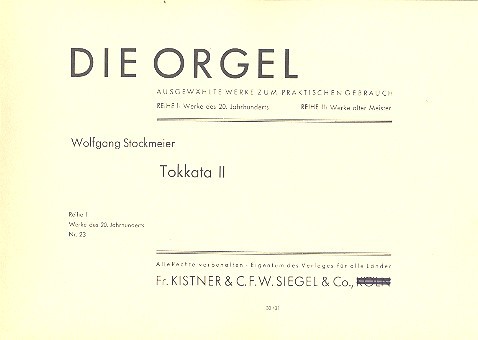 DIE ORGEL
AUSGEWÄHLTE WERKE ZUM PRAKTISCHEN GEBRAUCH
REIHE I: Werke des 20. Jahrhunderts REIHE II: Werke alter Meister
Wolfgang Stockmeier
Tokkata II
Reihe I
Werke des 20. Jahrhunderts
Nr. 23
Alle Rechte vorbehalten · Eigentum des Verlages für alle Länder
Fr. KISTNER & C. F. W. SIEGEL & Co.,